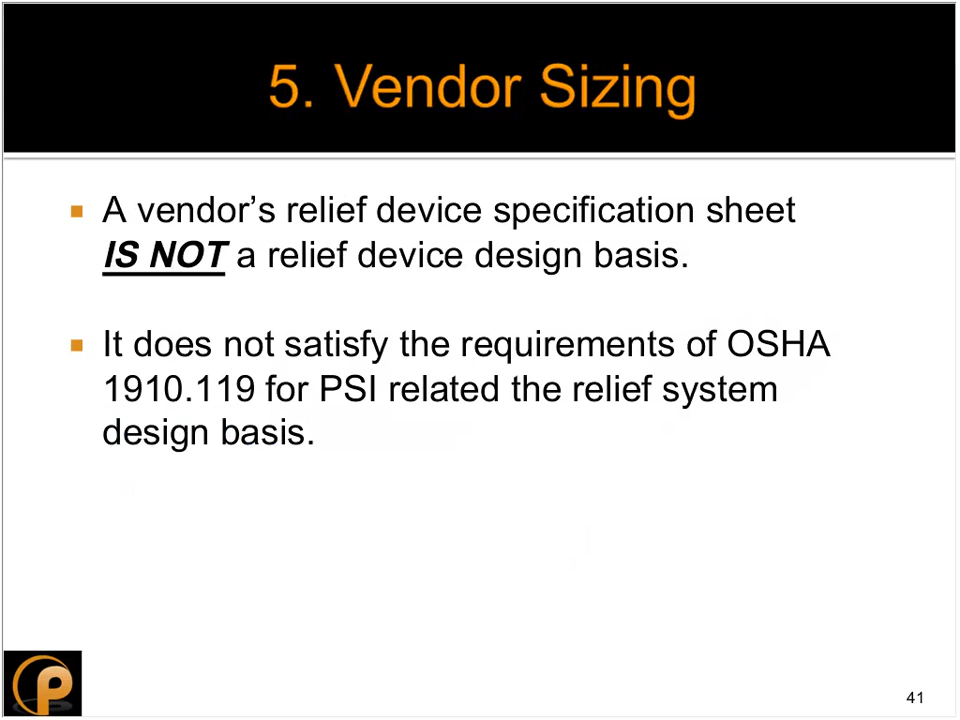 5. Vendor Sizing
A vendor’s relief device specification sheet
IS NOT a relief device design basis.
It does not satisfy the requirements of OSHA
1910.119 for PSI related the relief system
design basis.
P
41